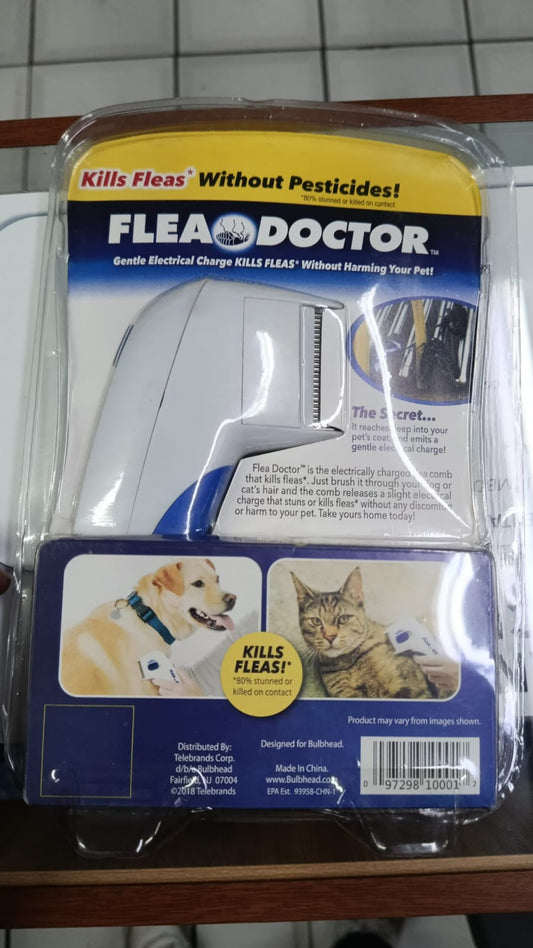 Kills Fleas* Without Pesticides!
*80% stunned or killed on contact
FLEA DOCTOR™
Gentle Electrical Charge KILLS FLEAS* Without Harming Your Pet!
The Secret...
It reaches deep into your
pet's coat, and emits a
gentle electrical charge!
Flea Doctor™ is the electrically charged flea comb
that kills fleas*. Just brush it through your dog or
cat's hair and the comb releases a slight electrical
charge that stuns or kills fleas* without any discomfort
or harm to your pet. Take yours home today!
KILLS
FLEAS!*
*80% stunned or
killed on contact
Product may vary from images shown.
Distributed By:
Telebrands Corp.
d/b/a Bulbhead
Fairfield, NJ 07004
©2018 Telebrands
Designed for Bulbhead.
Made In China.
www.Bulbhead.com
EPA Est. 93958-CHN-1
0 97298 10001 7